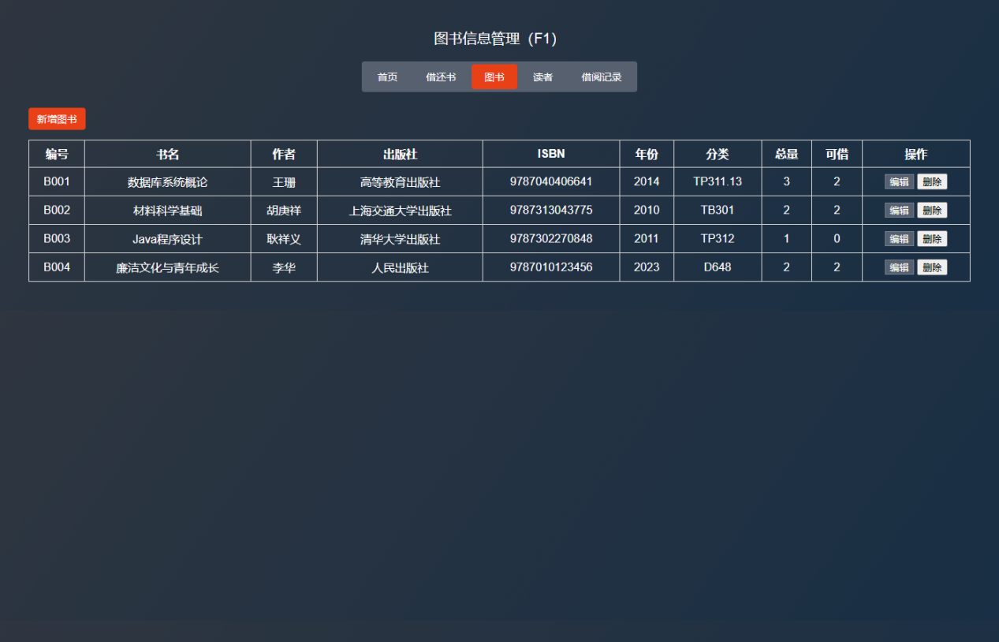 图书信息管理（F1）
首页 借还书 图书 读者 借阅记录
新增图书
编号 书名 作者 出版社 ISBN 年份 分类 总量 可借 操作
B001 数据库系统概论 王珊 高等教育出版社 9787040406641 2014 TP311.13 3 2 编辑 删除
B002 材料科学基础 胡庚祥 上海交通大学出版社 9787313043775 2010 TB301 2 2 编辑 删除
B003 Java程序设计 耿祥义 清华大学出版社 9787302270848 2011 TP312 1 0 编辑 删除
B004 廉洁文化与青年成长 李华 人民出版社 9787010123456 2023 D648 2 2 编辑 删除